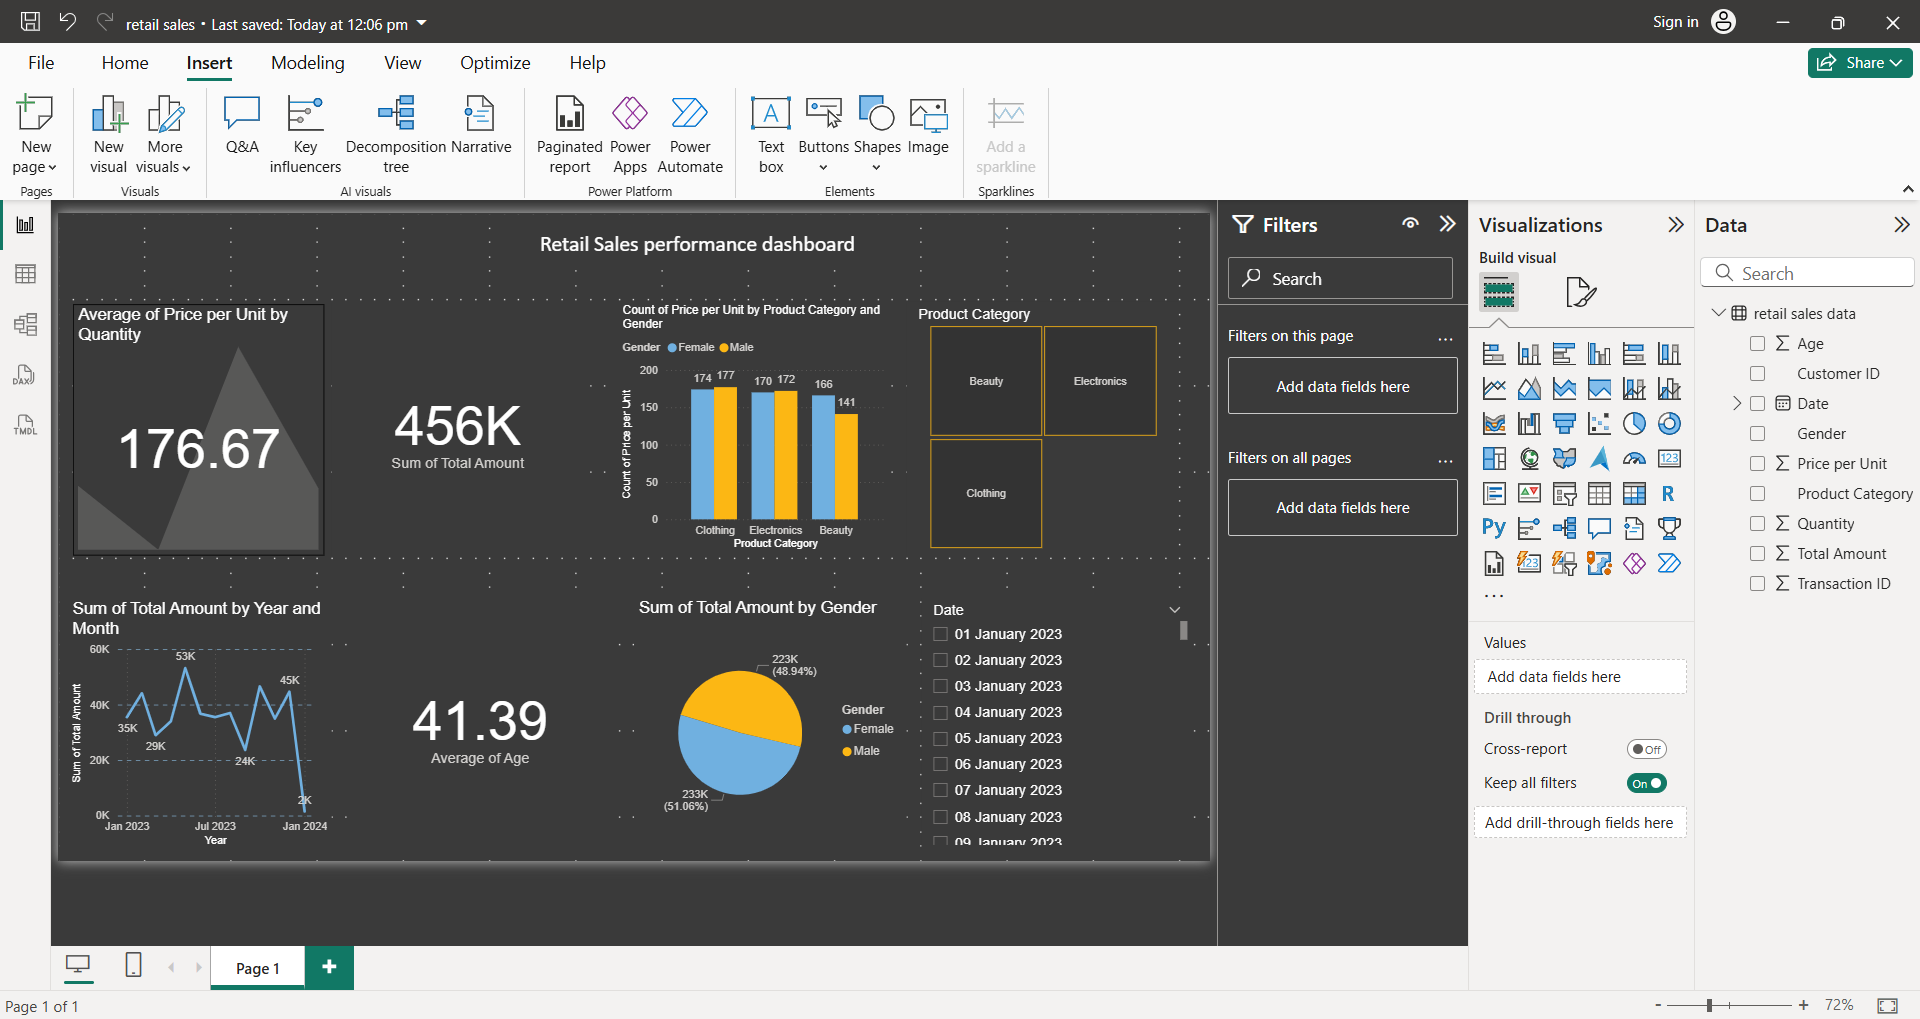 retail sales • Last saved: Today at 12:06 pm
Sign in
File
Home
Insert
Modeling
View
Optimize
Help
Share
New
page
New
visual
More
visuals
Q&A
Key
influencers
Decomposition
tree
Narrative
Paginated
report
Power
Apps
Power
Automate
Text
box
Buttons
Shapes
Image
Add a
sparkline
Pages
Visuals
AI visuals
Power Platform
Elements
Sparklines
DAX
TMDL
Retail Sales performance dashboard
Average of Price per Unit by
Quantity
176.67
456K
Sum of Total Amount
Count of Price per Unit by Product Category and
Gender
Gender Female Male
Count of Price per Unit
200
150
100
50
0
174 177
170 172
166
141
Clothing Electronics Beauty
Product Category
Product Category
Beauty
Electronics
Clothing
Sum of Total Amount by Year and
Month
Sum of Total Amount
60K
40K
20K
0K
53K
45K
35K
29K
24K
2K
Jan 2023 Jul 2023 Jan 2024
Year
41.39
Average of Age
Sum of Total Amount by Gender
223K
(48.94%)
233K
(51.06%)
Gender
Female
Male
Date
01 January 2023
02 January 2023
03 January 2023
04 January 2023
05 January 2023
06 January 2023
07 January 2023
08 January 2023
09 January 2023
Filters
Search
Filters on this page
...
Add data fields here
Filters on all pages
...
Add data fields here
Visualizations
Build visual
123
R
Py
123
...
Values
Add data fields here
Drill through
Cross-report
Off
Keep all filters
On
Add drill-through fields here
Data
Search
retail sales data
Σ Age
Customer ID
Date
Gender
Σ Price per Unit
Product Category
Σ Quantity
Σ Total Amount
Σ Transaction ID
Page 1
+
Page 1 of 1
- + 72%